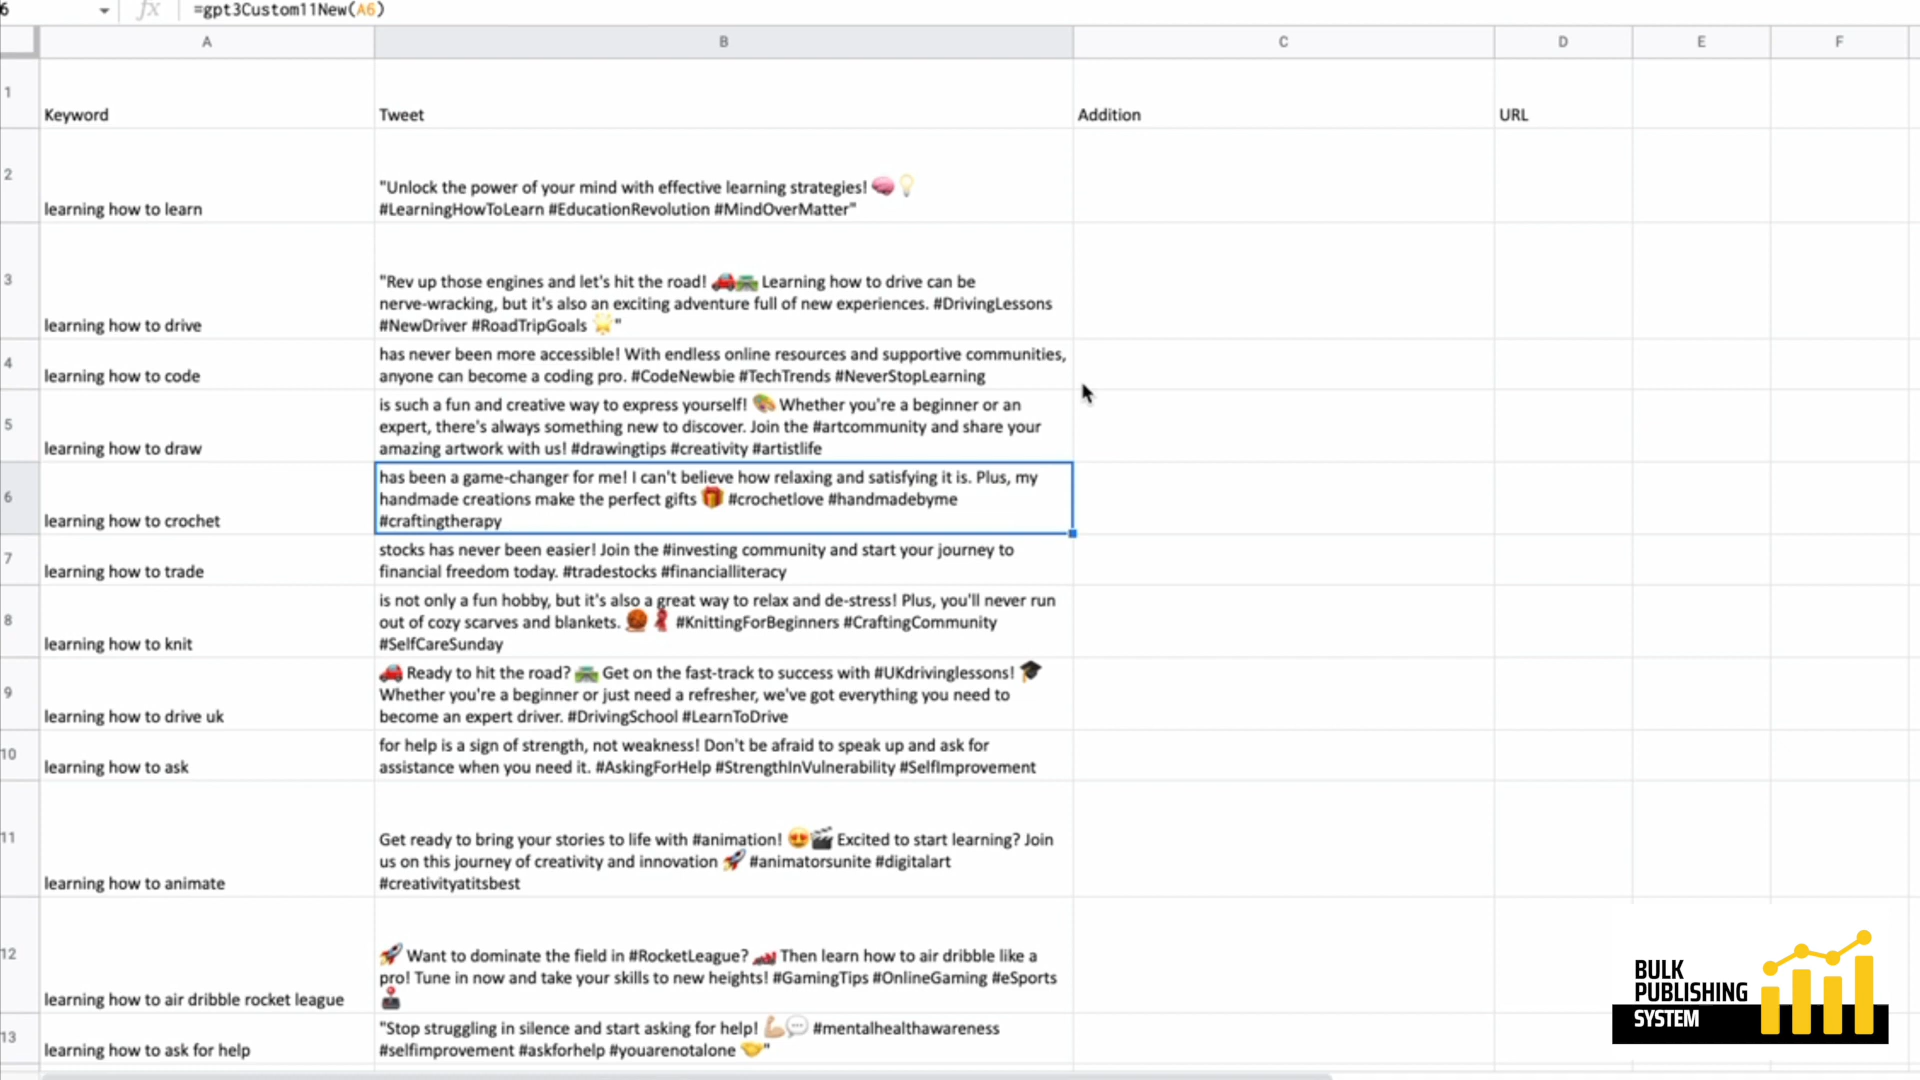 6 fx =gpt3Custom11New(A6)
A B C D E F
1 Keyword Tweet Addition URL
2 learning how to learn
"Unlock the power of your mind with effective learning strategies! 🧠💡
#LearningHowToLearn #EducationRevolution #MindOverMatter"
3 learning how to drive
"Rev up those engines and let's hit the road! 🚗🛣️ Learning how to drive can be
nerve-wracking, but it's also an exciting adventure full of new experiences. #DrivingLessons
#NewDriver #RoadTripGoals 🌟"
4 learning how to code
has never been more accessible! With endless online resources and supportive communities,
anyone can become a coding pro. #CodeNewbie #TechTrends #NeverStopLearning
5 learning how to draw
is such a fun and creative way to express yourself! 🎨 Whether you're a beginner or an
expert, there's always something new to discover. Join the #artcommunity and share your
amazing artwork with us! #drawingtips #creativity #artistlife
6 learning how to crochet
has been a game-changer for me! I can't believe how relaxing and satisfying it is. Plus, my
handmade creations make the perfect gifts 🎁 #crochetlove #handmadebyme
#craftingtherapy
7 learning how to trade
stocks has never been easier! Join the #investing community and start your journey to
financial freedom today. #tradestocks #financialliteracy
8 learning how to knit
is not only a fun hobby, but it's also a great way to relax and de-stress! Plus, you'll never run
out of cozy scarves and blankets. 🧶🧣 #KnittingForBeginners #CraftingCommunity
#SelfCareSunday
9 learning how to drive uk
🚗 Ready to hit the road? 🛣️ Get on the fast-track to success with #UKdrivinglessons! 🎓
Whether you're a beginner or just need a refresher, we've got everything you need to
become an expert driver. #DrivingSchool #LearnToDrive
10 learning how to ask
for help is a sign of strength, not weakness! Don't be afraid to speak up and ask for
assistance when you need it. #AskingForHelp #StrengthInVulnerability #SelfImprovement
11 learning how to animate
Get ready to bring your stories to life with #animation! 😍🎬 Excited to start learning? Join
us on this journey of creativity and innovation 🚀 #animatorsunite #digitalart
#creativityatitsbest
12 learning how to air dribble rocket league
🚀 Want to dominate the field in #RocketLeague? 🏎️ Then learn how to air dribble like a
pro! Tune in now and take your skills to new heights! #GamingTips #OnlineGaming #eSports
🕹️
13 learning how to ask for help
"Stop struggling in silence and start asking for help! 💪💬 #mentalhealthawareness
#selfimprovement #askforhelp #youarenotalone 🤝"
BULK
PUBLISHING
SYSTEM